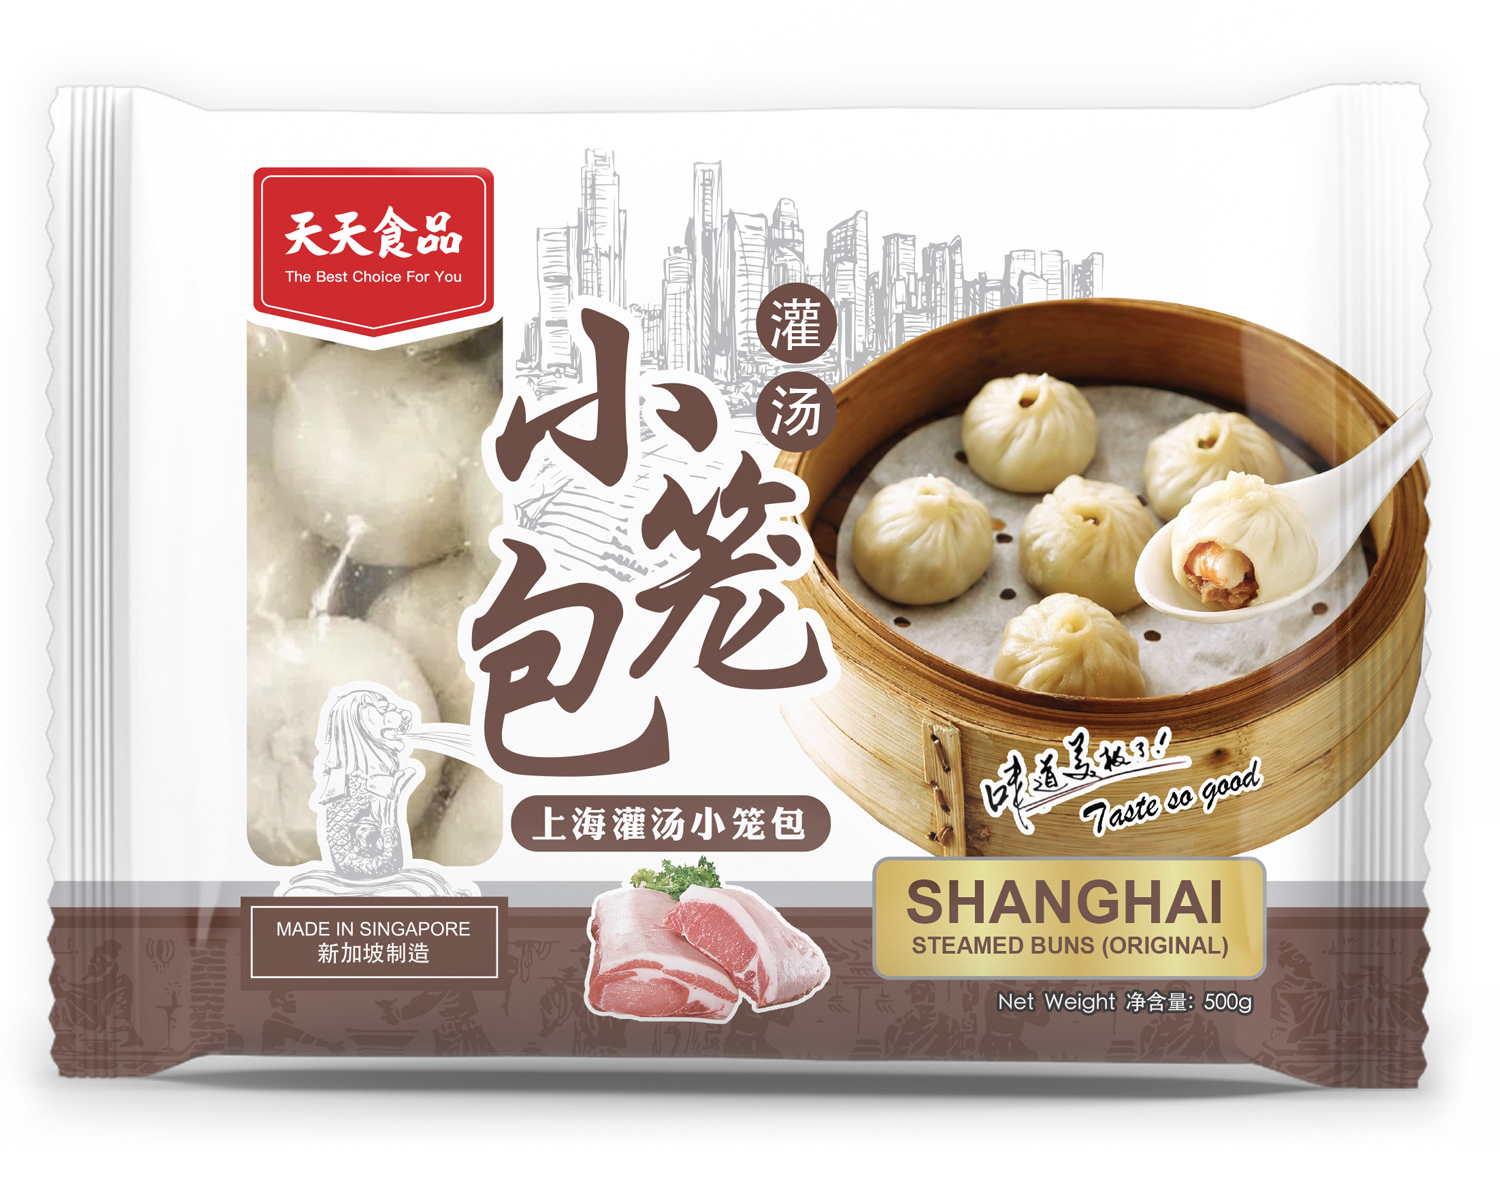 天天食品
The Best Choice For You
灌汤
小笼包
上海灌汤小笼包
味道美极了!
Taste so good
MADE IN SINGAPORE
新加坡制造
SHANGHAI
STEAMED BUNS (ORIGINAL)
Net Weight 净含量: 500g